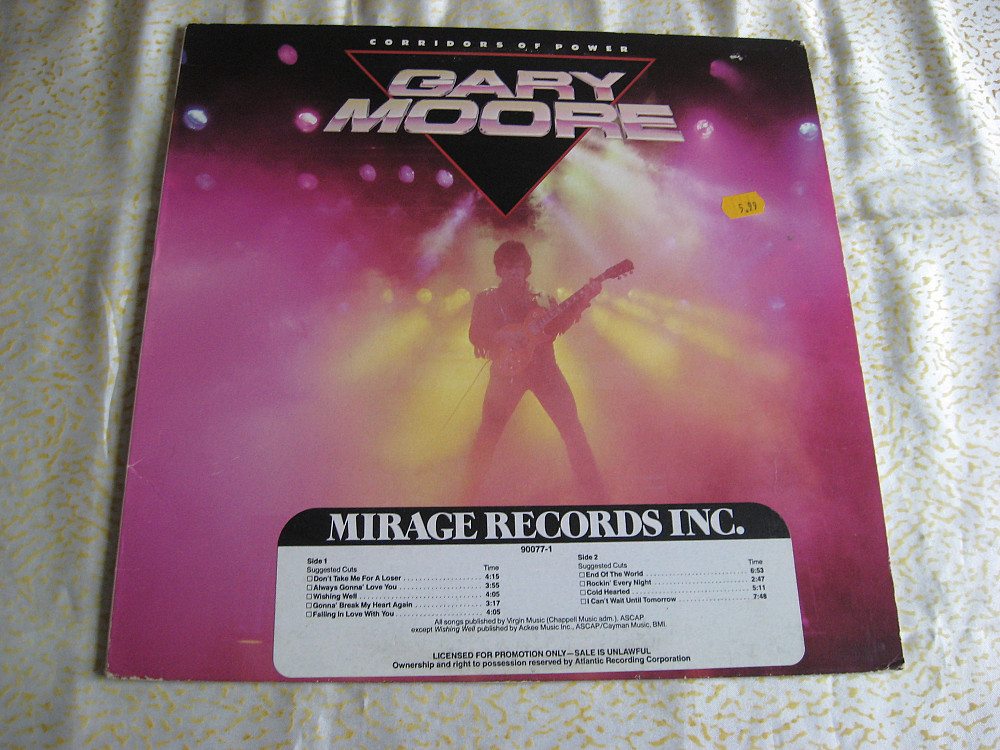 CORRIDORS OF POWER
GARY
MOORE
5.99
MIRAGE RECORDS INC.
90077-1
Side 1
Suggested Cuts Time
☐ Don't Take Me For A Loser . . . . . . . . . . . . . . . . . . . 4:15
☐ Always Gonna' Love You . . . . . . . . . . . . . . . . . . . . 3:55
☐ Wishing Well . . . . . . . . . . . . . . . . . . . . . . . . . . . . . 4:05
☐ Gonna' Break My Heart Again . . . . . . . . . . . . . . . . 3:17
☐ Falling In Love With You . . . . . . . . . . . . . . . . . . . . 4:05
Side 2
Suggested Cuts Time
☐ End Of The World . . . . . . . . . . . . . . . . . . . . . . . . . 6:53
☐ Rockin' Every Night . . . . . . . . . . . . . . . . . . . . . . . 2:47
☐ Cold Hearted . . . . . . . . . . . . . . . . . . . . . . . . . . . . 5:11
☐ I Can't Wait Until Tomorrow . . . . . . . . . . . . . . . . . 7:48
All songs published by Virgin Music (Chappell Music adm.), ASCAP
except Wishing Well published by Ackee Music Inc., ASCAP/Cayman Music, BMI.
LICENSED FOR PROMOTION ONLY—SALE IS UNLAWFUL
Ownership and right to possession reserved by Atlantic Recording Corporation